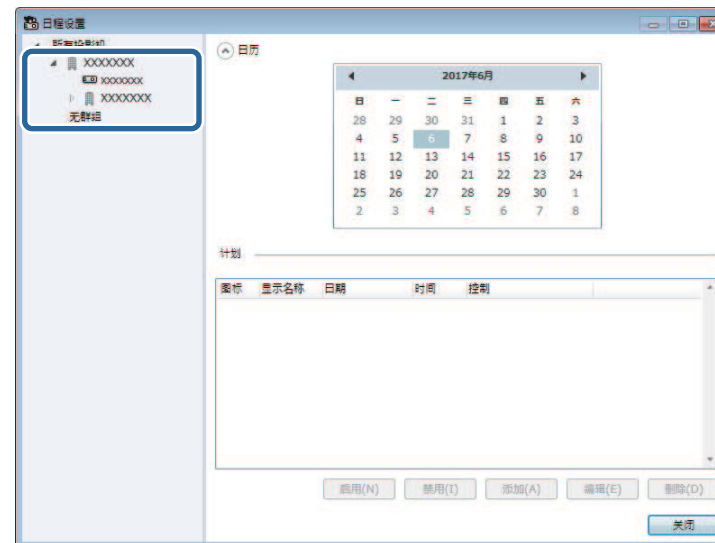 日程设置
所有投影机
XXXXXXX
XXXXXXX
XXXXXXX
无群组
日历
2017年6月
日 一 二 三 四 五 六
28 29 30 31 1 2 3
4 5 6 7 8 9 10
11 12 13 14 15 16 17
18 19 20 21 22 23 24
25 26 27 28 29 30 1
2 3 4 5 6 7 8
计划
图标 显示名称 日期 时间 控制
启用(N) 禁用(I) 添加(A) 编辑(E) 删除(D)
关闭